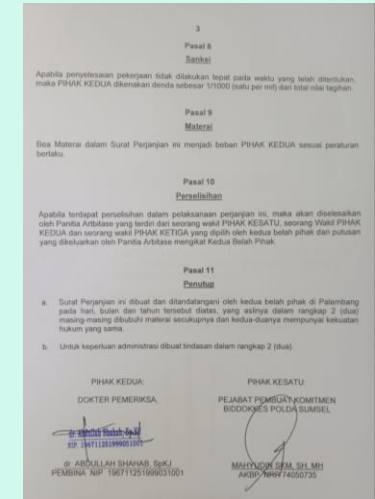 3
Pasal 8
Sanksi
Apabila penyelesaian pekerjaan tidak dilakukan tepat pada waktu yang telah ditentukan,
maka PIHAK KEDUA dikenakan denda sebesar 1/1000 (satu per mil) dari total nilai tagihan.
Pasal 9
Materai
Bea Materai dalam Surat Perjanjian ini menjadi beban PIHAK KEDUA sesuai peraturan
berlaku.
Pasal 10
Perselisihan
Apabila terdapat perselisihan dalam pelaksanaan perjanjian ini, maka akan diselesaikan
oleh Panitia Artbitase yang terdiri dari seorang wakil PIHAK KESATU, seorang Wakil PIHAK
KEDUA dan seorang wakil PIHAK KETIGA yang dipilih oleh kedua belah pihak dan putusan
yang dikeluarkan oleh Panitia Arbitase mengikat Kedua Belah Pihak.
Pasal 11
Penutup
a. Surat Perjanjian ini dibuat dan ditandatangani oleh kedua belah pihak di Palembang
pada hari, bulan dan tahun tersebut diatas, yang aslinya dalam rangkap 2 (dua)
masing-masing dibubuhi materai secukupnya dan kedua-duanya mempunyai kekuatan
hukum yang sama.
b. Untuk keperluan administrasi dibuat tindasan dalam rangkap 2 (dua).
PIHAK KEDUA:
DOKTER PEMERIKSA,
dr. Abdullah Shahab, SpKJ
NIP. 196711251999031001
dr. ABDULLAH SHAHAB, SpKJ
PEMBINA NIP 196711251999031001
PIHAK KESATU:
PEJABAT PEMBUAT KOMITMEN
BIDDOKKES POLDA SUMSEL
MAHYUDIN SKM, SH, MH
AKBP NRP 74050735